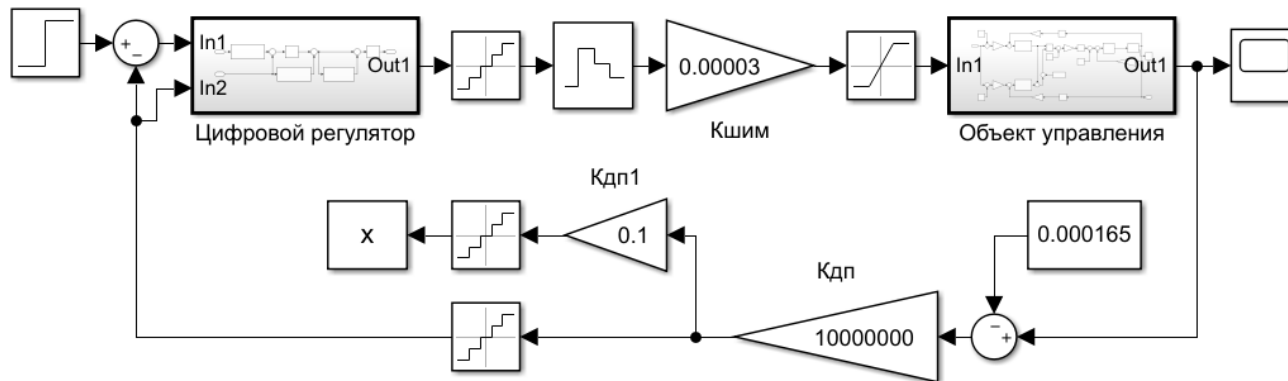 In1
In2
Out1
Цифровой регулятор
0.00003
Кшим
In1
Out1
Объект управления
Кдп1
x
0.1
0.000165
Кдп
10000000